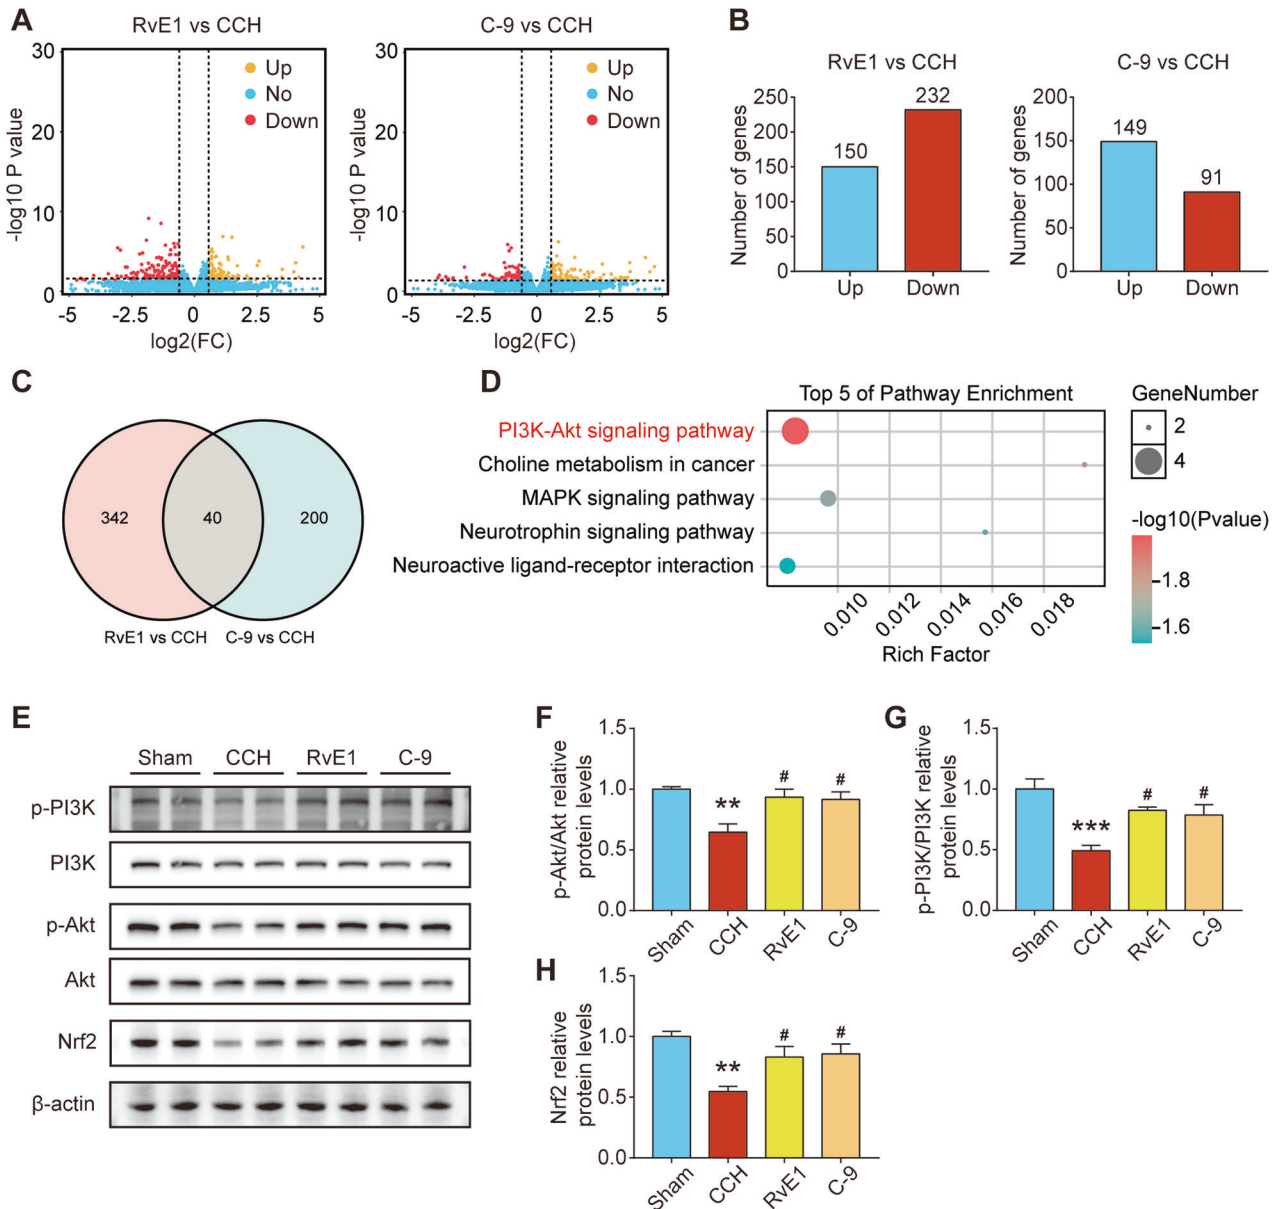 A
RvE1 vs CCH
C-9 vs CCH
30
20
10
0
-log10 P value
Up
No
Down
-5
-2.5
0
2.5
5
log2(FC)
30
20
10
0
-log10 P value
Up
No
Down
-5
-2.5
0
2.5
5
log2(FC)
B
RvE1 vs CCH
Number of genes
250
200
150
100
50
0
150
232
Up
Down
C-9 vs CCH
Number of genes
200
150
100
50
0
149
91
Up
Down
C
342
40
200
RvE1 vs CCH
C-9 vs CCH
D
Top 5 of Pathway Enrichment
PI3K-Akt signaling pathway
Choline metabolism in cancer
MAPK signaling pathway
Neurotrophin signaling pathway
Neuroactive ligand-receptor interaction
0.010
0.012
0.014
0.016
0.018
Rich Factor
GeneNumber
2
4
-log10(Pvalue)
1.8
1.6
E
Sham
CCH
RvE1
C-9
p-PI3K
PI3K
p-Akt
Akt
Nrf2
β-actin
F
p-Akt/Akt relative
protein levels
1.5
1.0
0.5
0.0
**
#
#
Sham
CCH
RvE1
C-9
G
p-PI3K/PI3K relative
protein levels
1.5
1.0
0.5
0.0
***
#
#
Sham
CCH
RvE1
C-9
H
Nrf2 relative
protein levels
1.5
1.0
0.5
0.0
**
#
#
Sham
CCH
RvE1
C-9